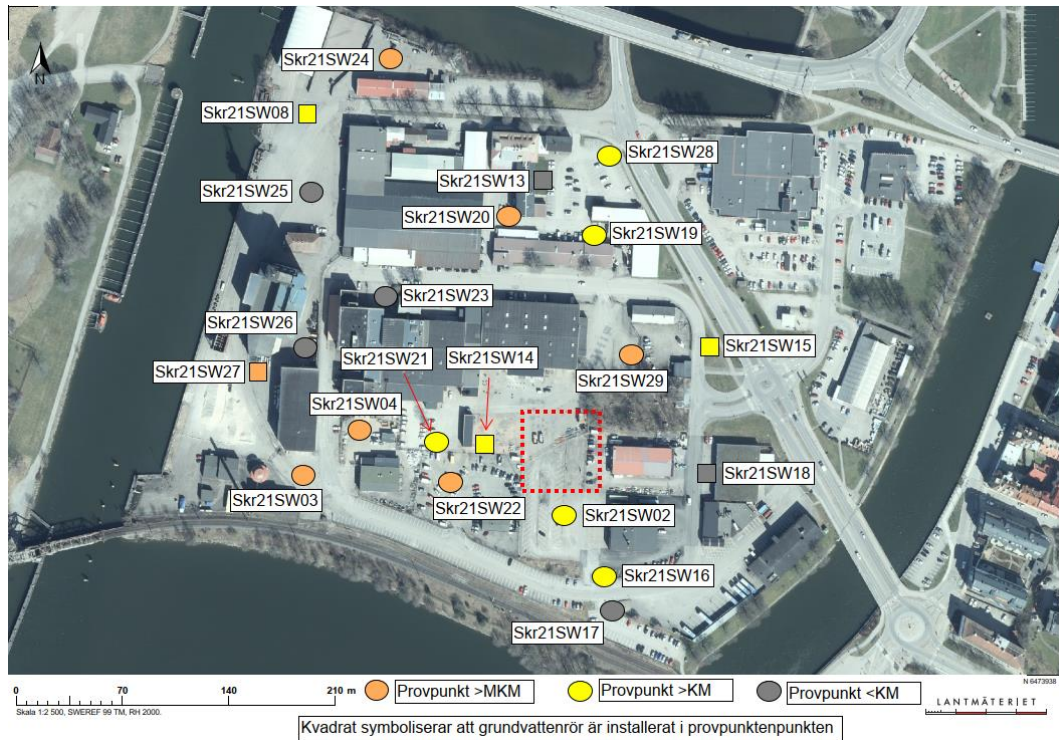 N
Skr21SW24
Skr21SW08
Skr21SW28
Skr21SW13
Skr21SW25
Skr21SW20
Skr21SW19
Skr21SW23
Skr21SW26
Skr21SW21
Skr21SW14
Skr21SW15
Skr21SW27
Skr21SW29
Skr21SW04
Skr21SW18
Skr21SW03
Skr21SW22
Skr21SW02
Skr21SW16
Skr21SW17
N 6473938
0 70 140 210 m
Skala 1:2 500, SWEREF 99 TM, RH 2000.
Provpunkt >MKM
Provpunkt >KM
Provpunkt <KM
LANTMÄTERIET
Kvadrat symboliserar att grundvattenrör är installerat i provpunktenpunkten